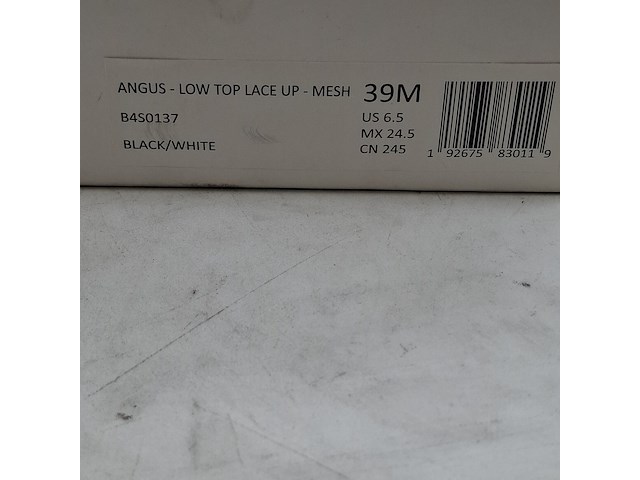 ANGUS - LOW TOP LACE UP - MESH 39M
B4S0137 US 6.5
MX 24.5
BLACK/WHITE CN 245
1 92675 83011 9